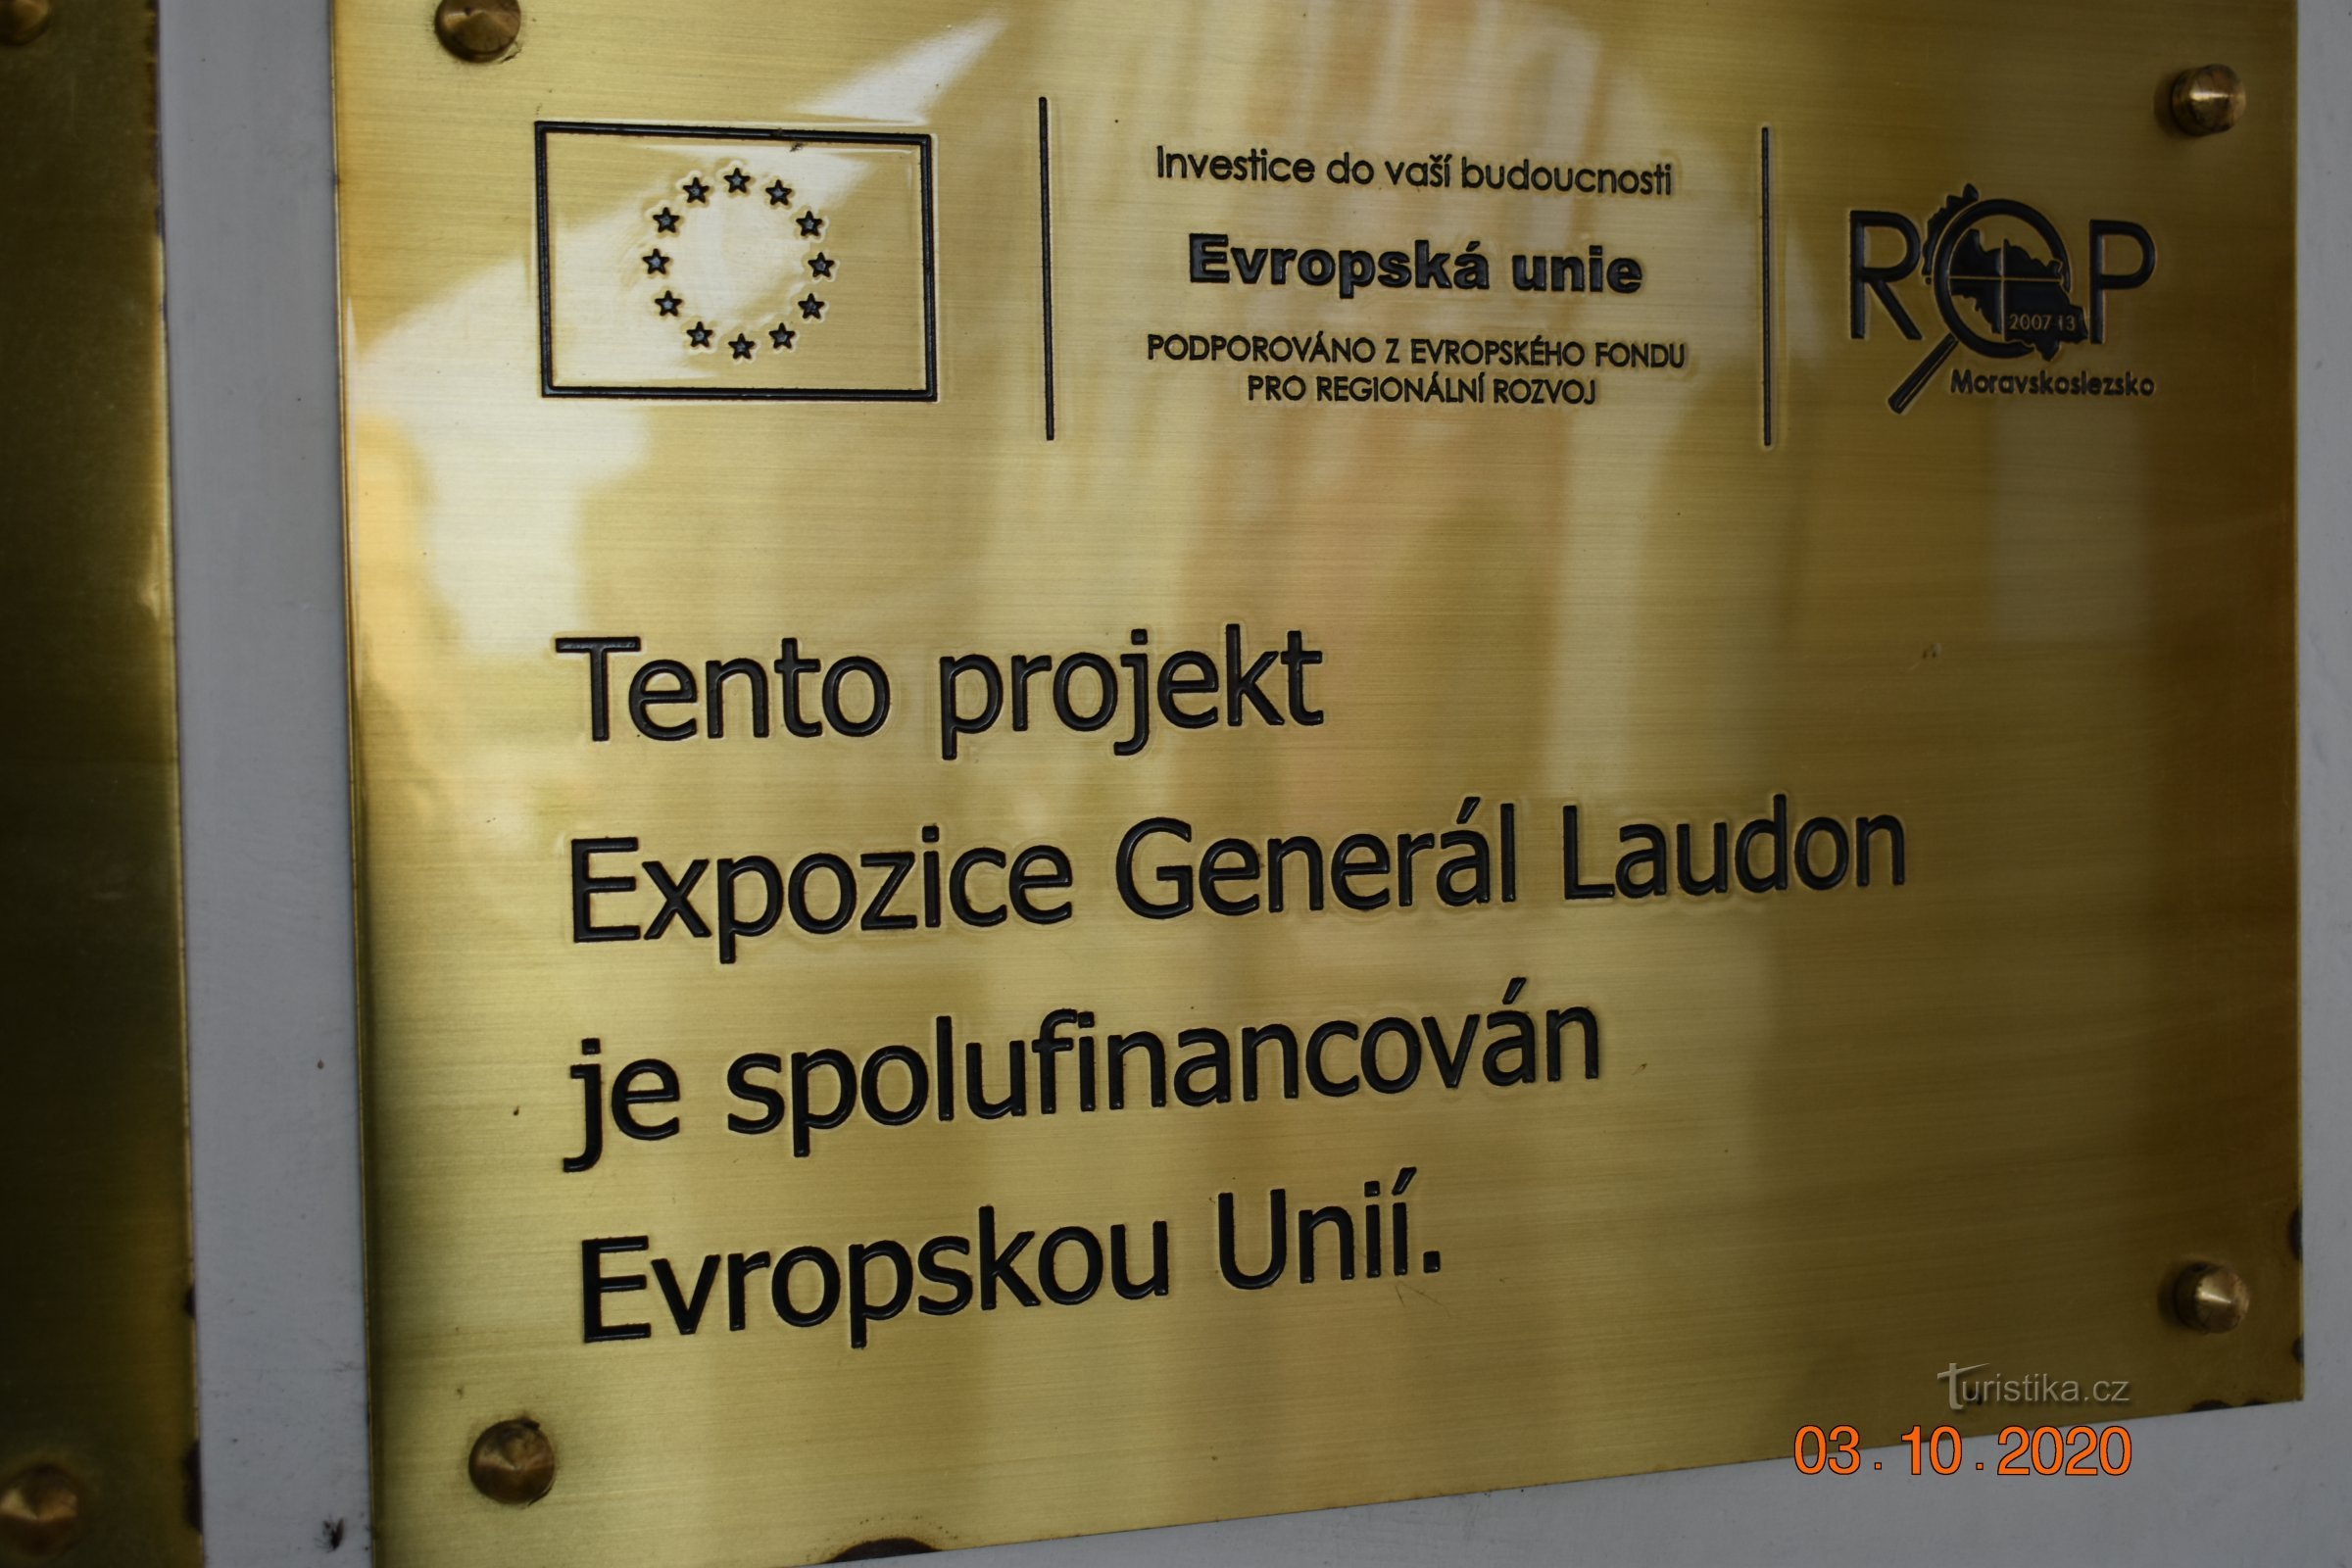 Investice do vaší budoucnosti
Evropská unie
PODPOROVÁNO Z EVROPSKÉHO FONDU
PRO REGIONÁLNÍ ROZVOJ
ROP
2007-13
Moravskoslezsko
Tento projekt
Expozice Generál Laudon
je spolufinancován
Evropskou Unií.
Turistika.cz
03.10.2020